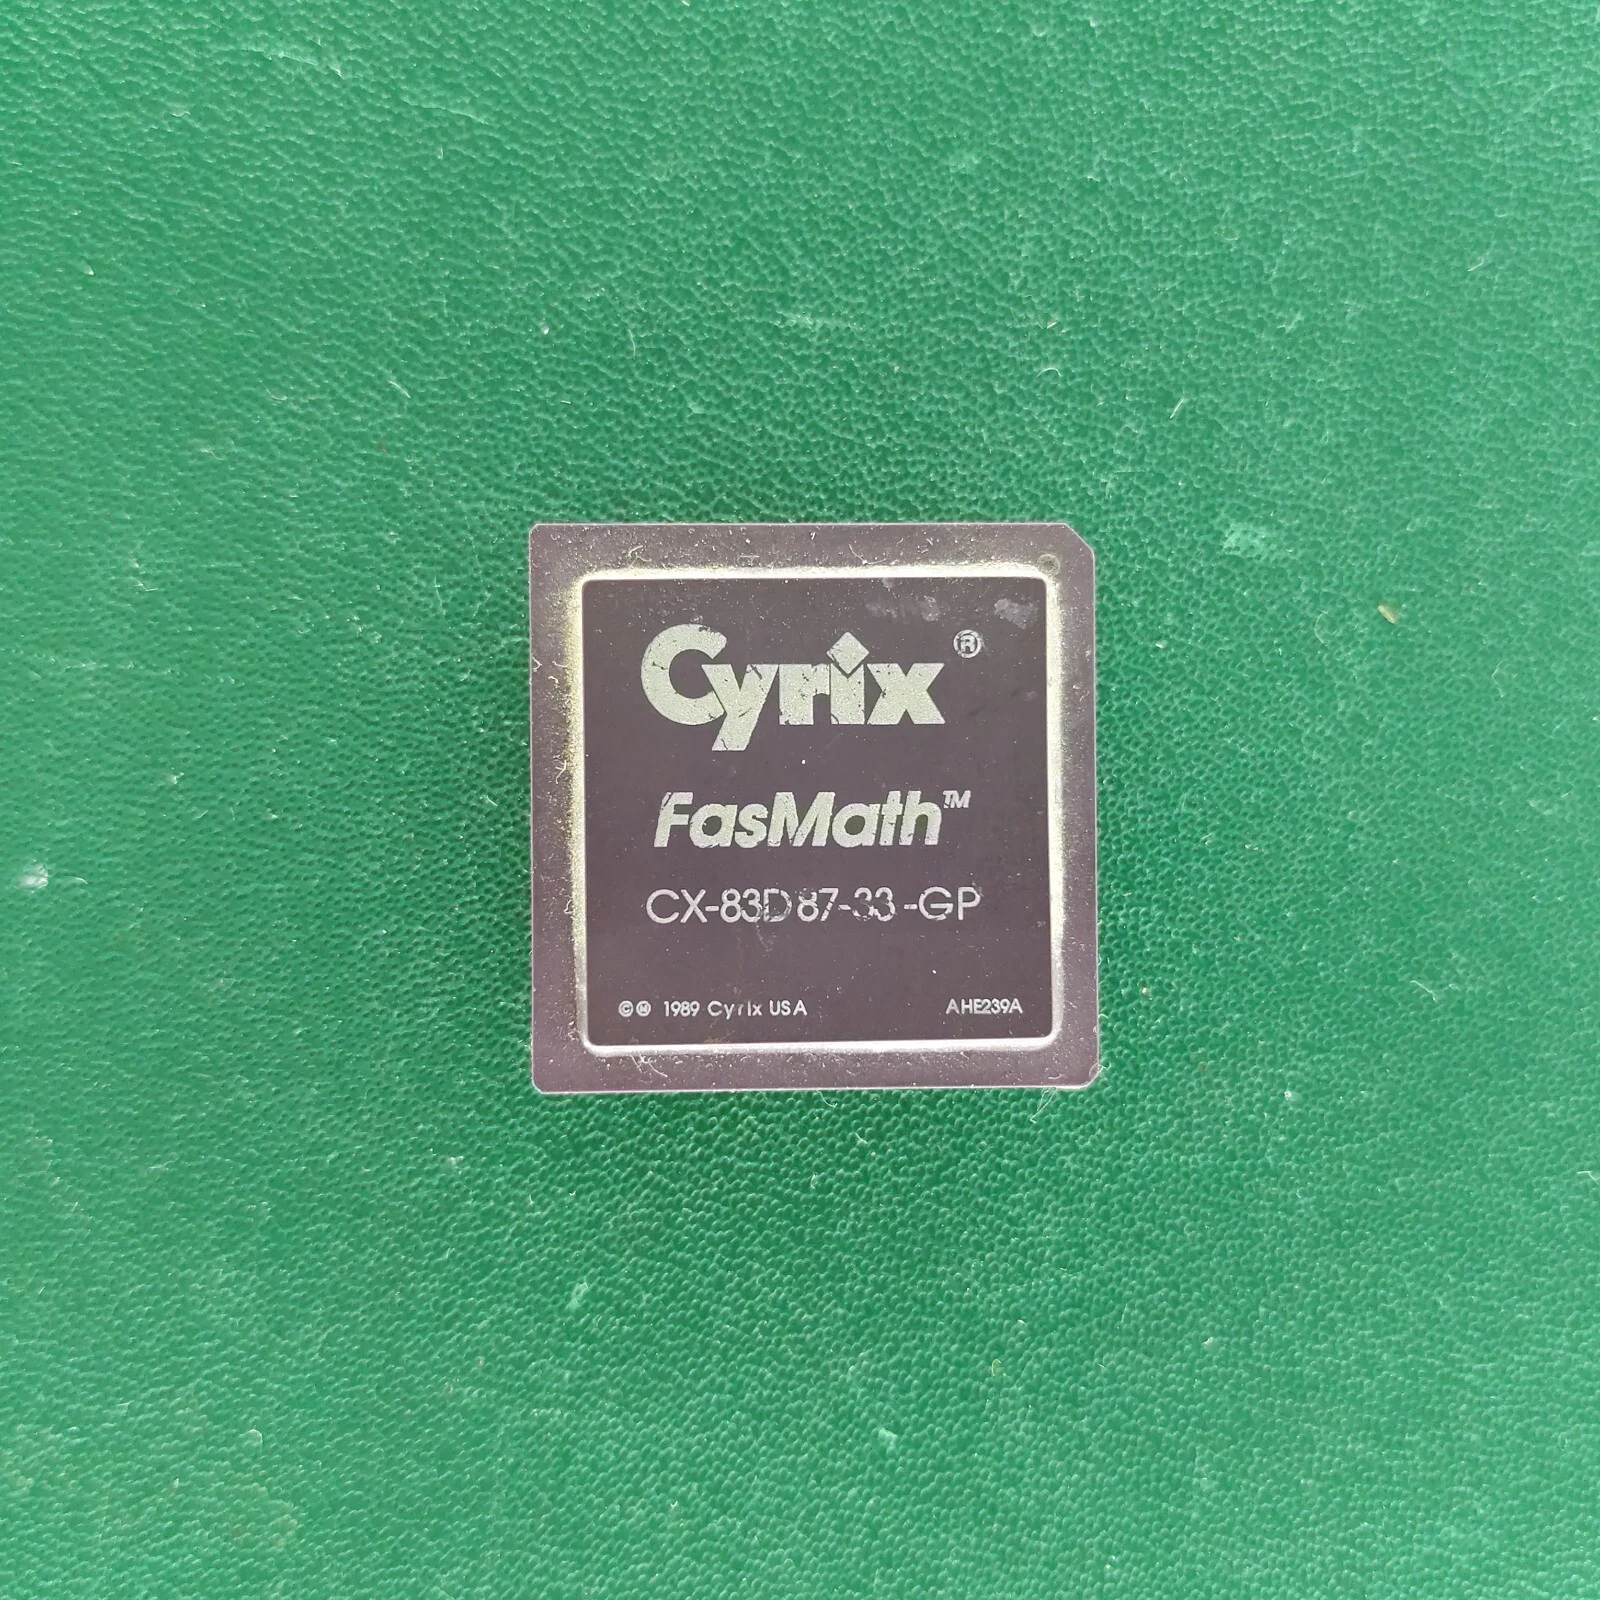 Cyrix®
FasMath™
CX-83D87-33-GP
©Ⓜ 1989 Cyrix USA
AHE239A